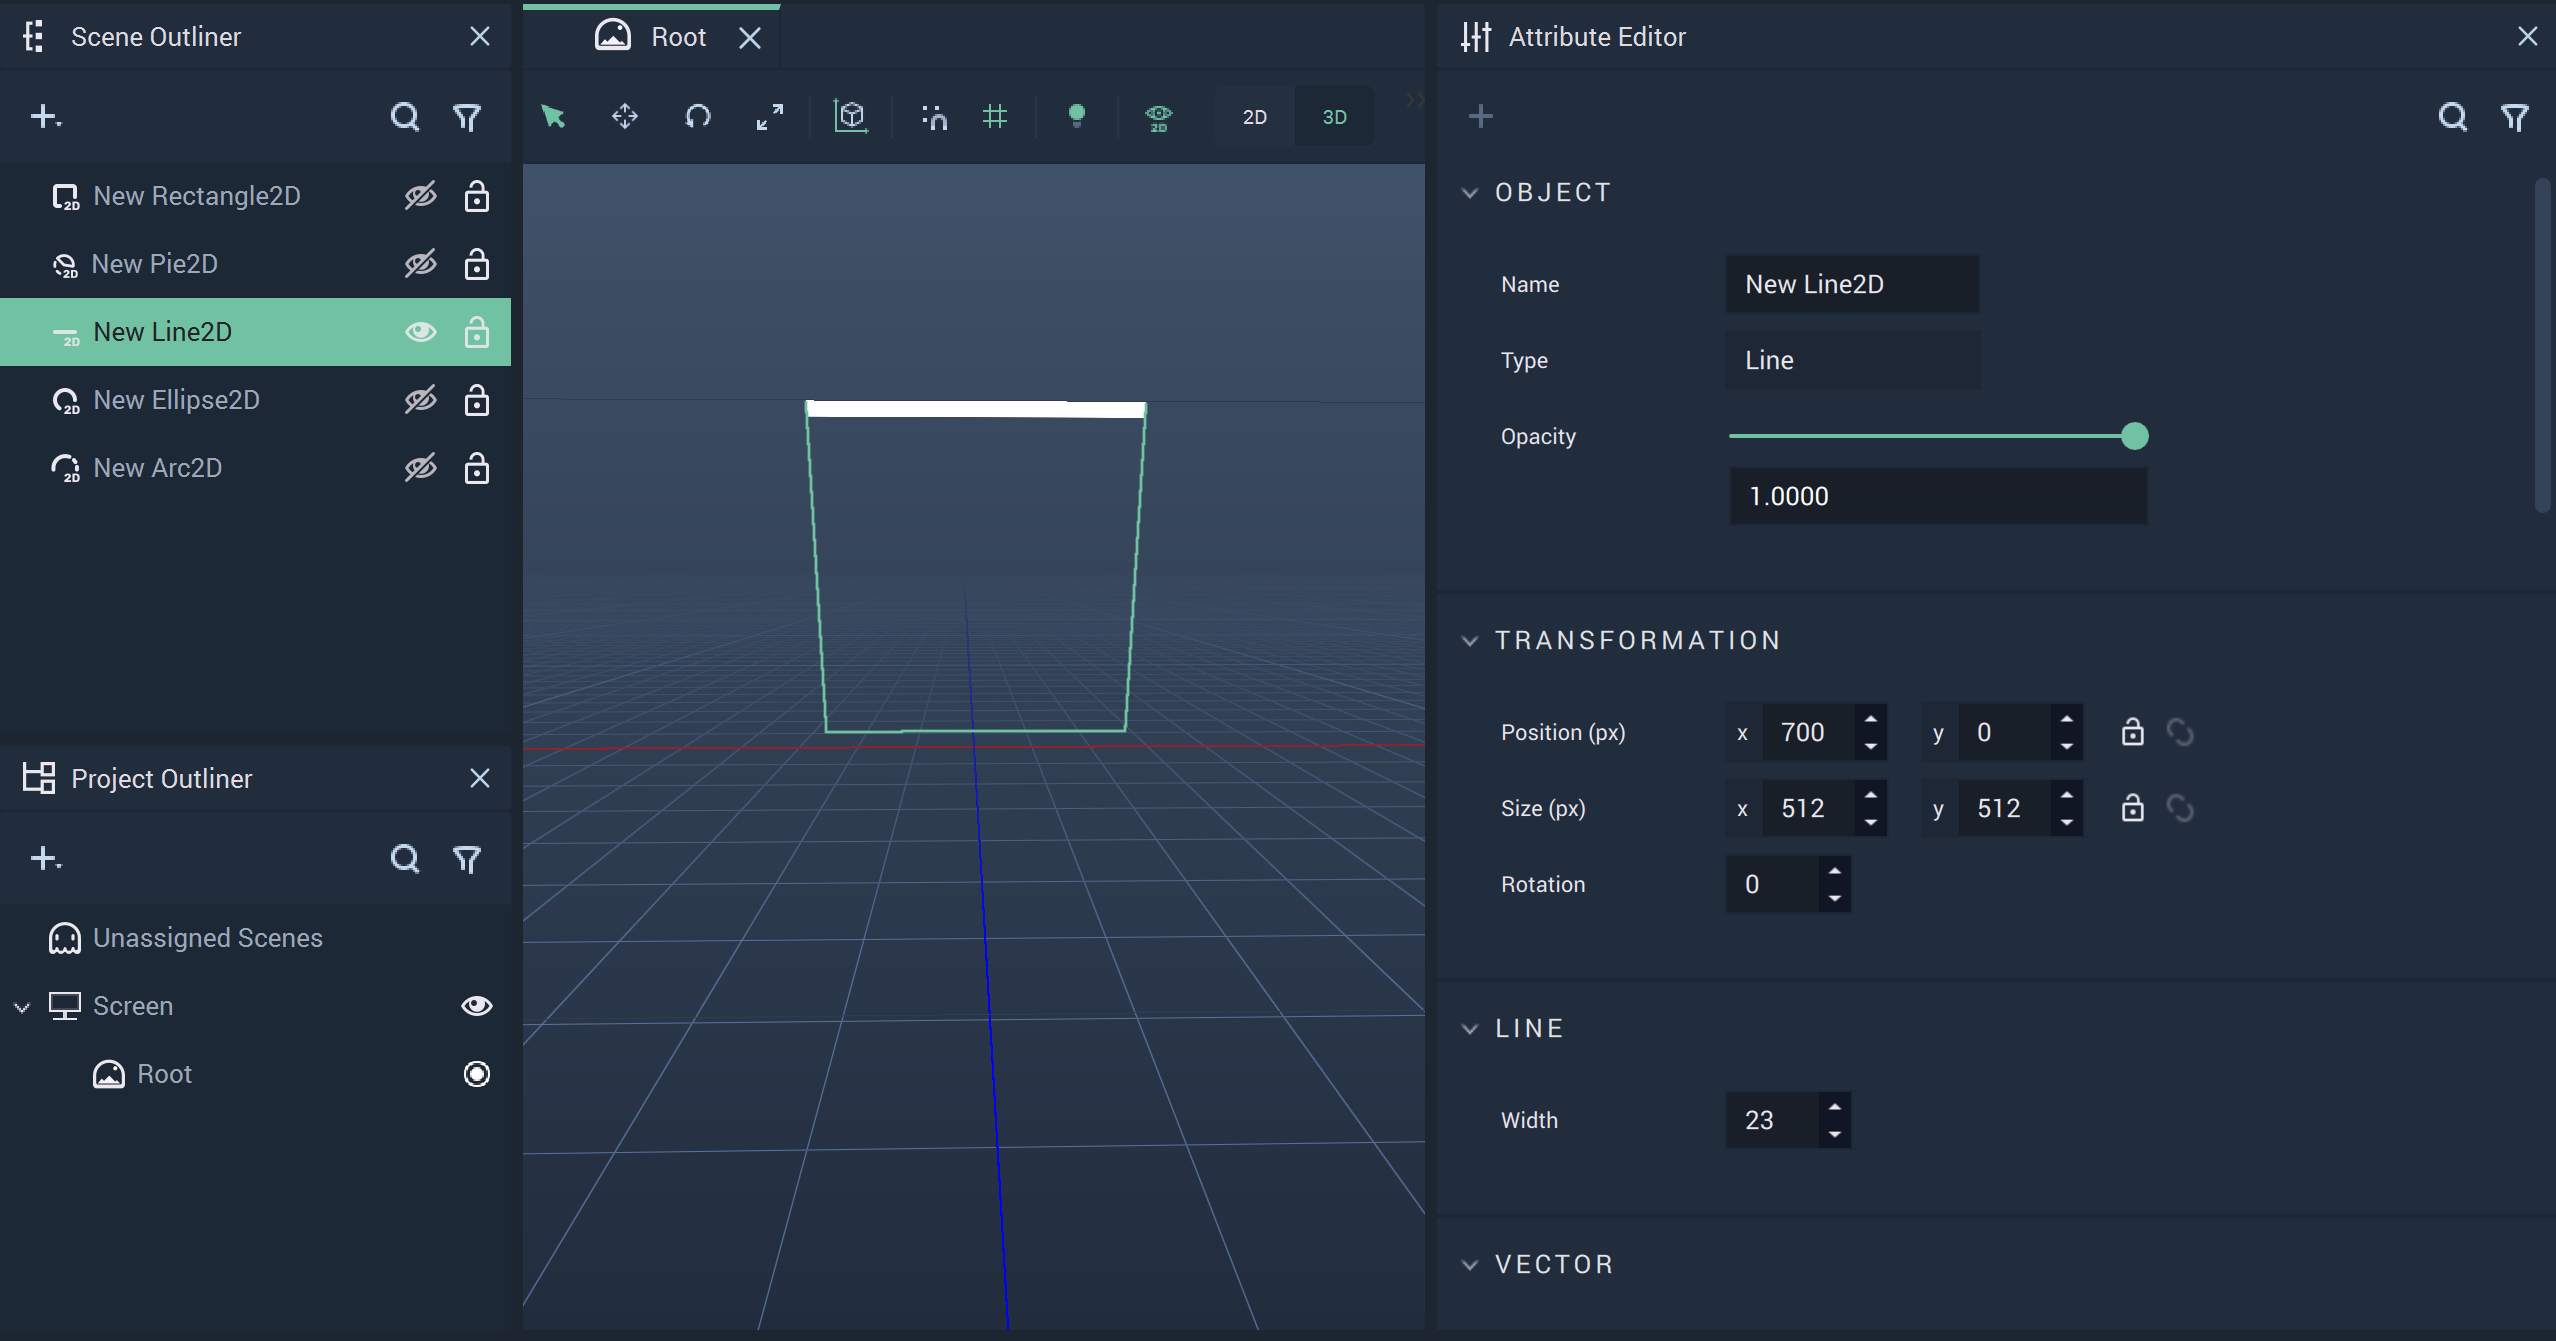 Scene Outliner
New Rectangle2D
New Pie2D
New Line2D
New Ellipse2D
New Arc2D
Project Outliner
Unassigned Scenes
Screen
Root
Root
2D
2D 3D
Attribute Editor
OBJECT
Name New Line2D
Type Line
Opacity
1.0000
TRANSFORMATION
Position (px) x 700 y 0
Size (px) x 512 y 512
Rotation 0
LINE
Width 23
VECTOR